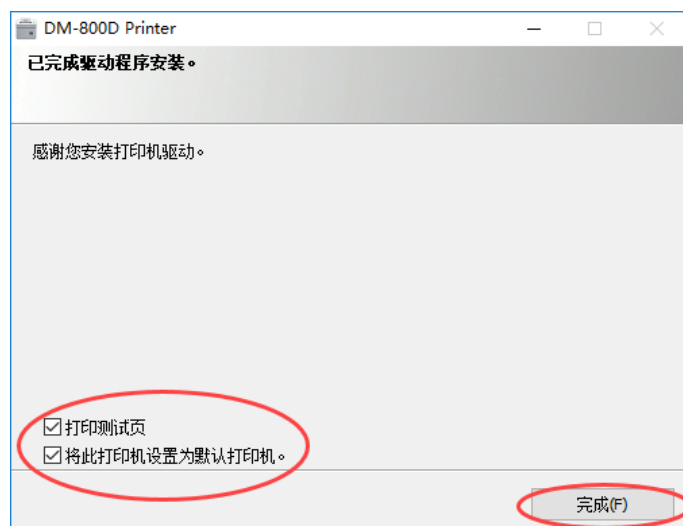 DM-800D Printer
已完成驱动程序安装。
感谢您安装打印机驱动。
打印测试页
将此打印机设置为默认打印机。
完成(F)